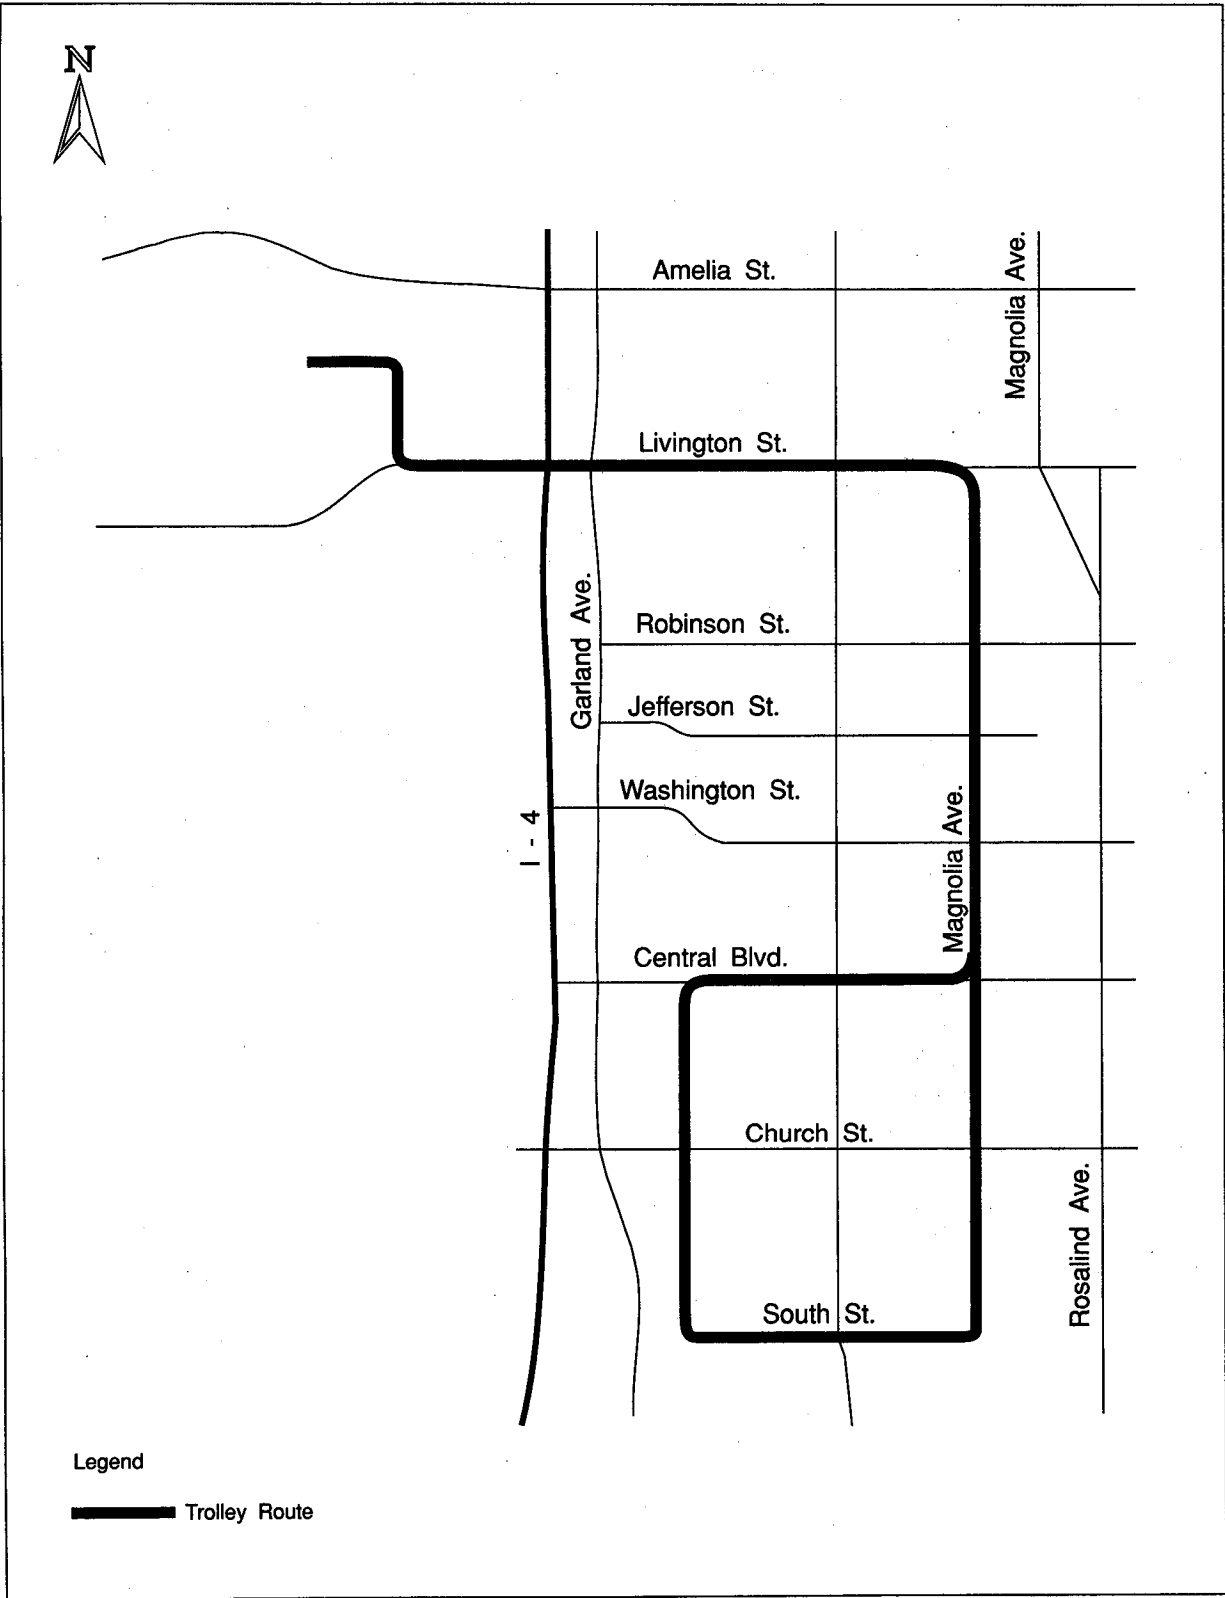 N
Amelia St.
Magnolia Ave.
Livington St.
Garland Ave.
Robinson St.
Jefferson St.
Washington St.
I - 4
Magnolia Ave.
Central Blvd.
Church St.
Rosalind Ave.
South St.
Legend
Trolley Route